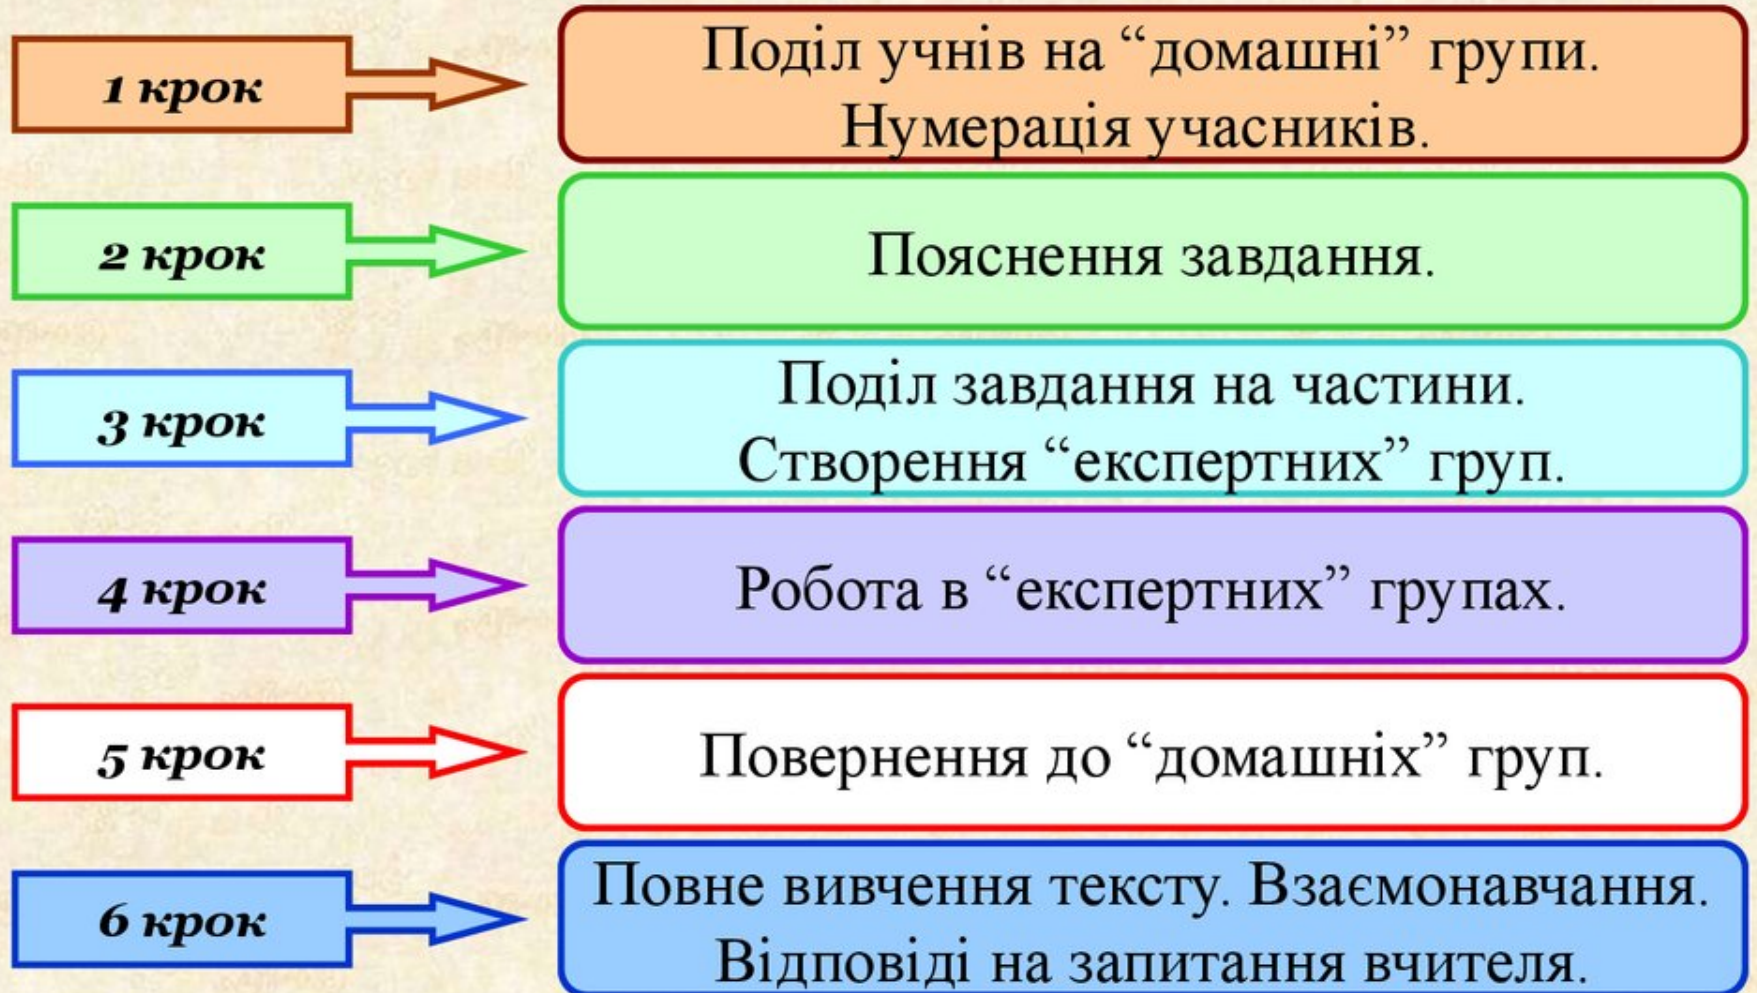 1 крок
Поділ учнів на “домашні” групи.
Нумерація учасників.
2 крок
Пояснення завдання.
3 крок
Поділ завдання на частини.
Створення “експертних” груп.
4 крок
Робота в “експертних” групах.
5 крок
Повернення до “домашніх” груп.
6 крок
Повне вивчення тексту. Взаємонавчання.
Відповіді на запитання вчителя.